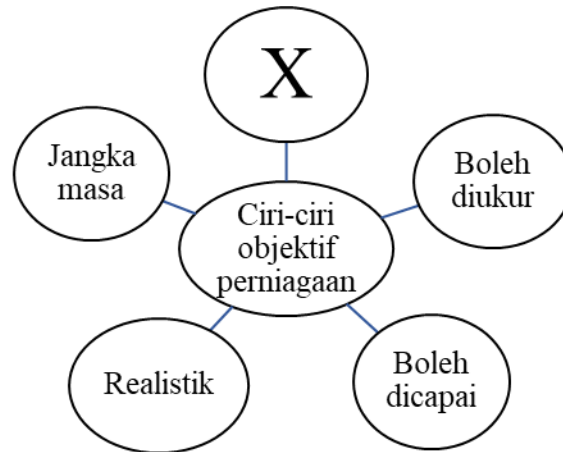 X
Jangka
masa
Boleh
diukur
Ciri-ciri
objektif
perniagaan
Realistik
Boleh
dicapai